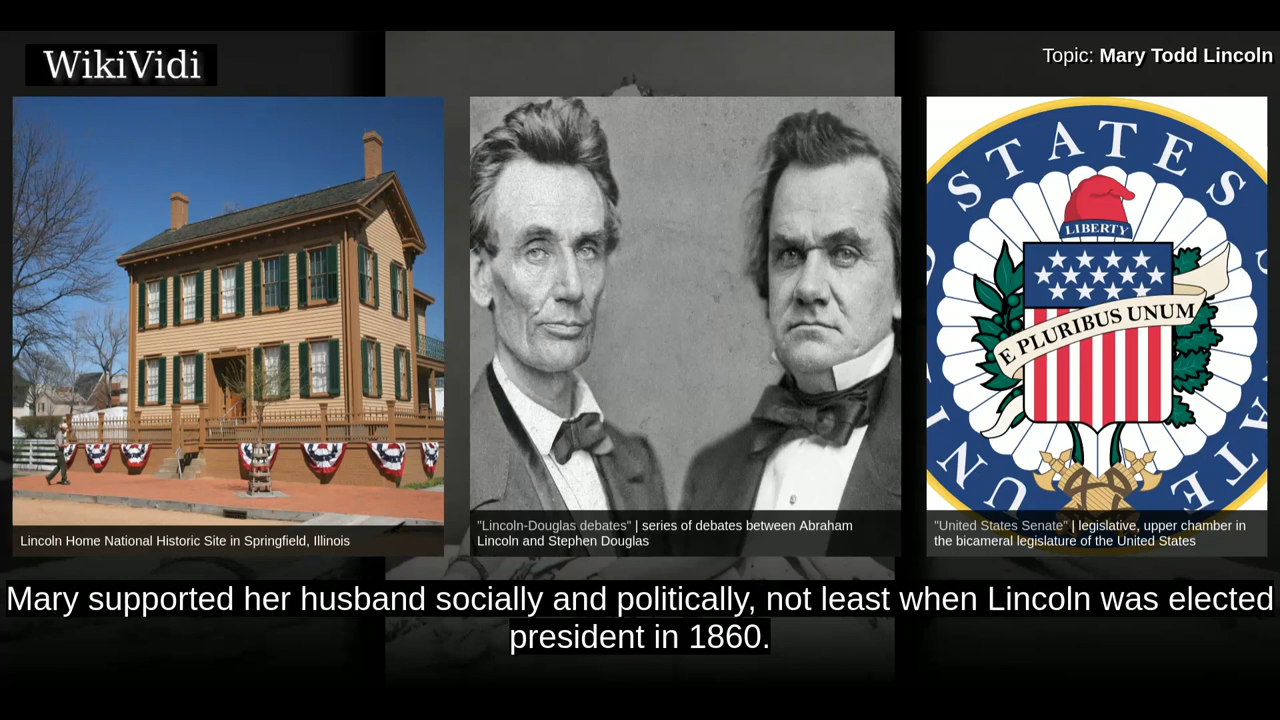 WikiVidi
Topic: Mary Todd Lincoln
STATES
LIBERTY
E PLURIBUS UNUM
Lincoln Home National Historic Site in Springfield, Illinois
"Lincoln-Douglas debates" | series of debates between Abraham
Lincoln and Stephen Douglas
"United States Senate" | legislative, upper chamber in
the bicameral legislature of the United States
Mary supported her husband socially and politically, not least when Lincoln was elected
president in 1860.